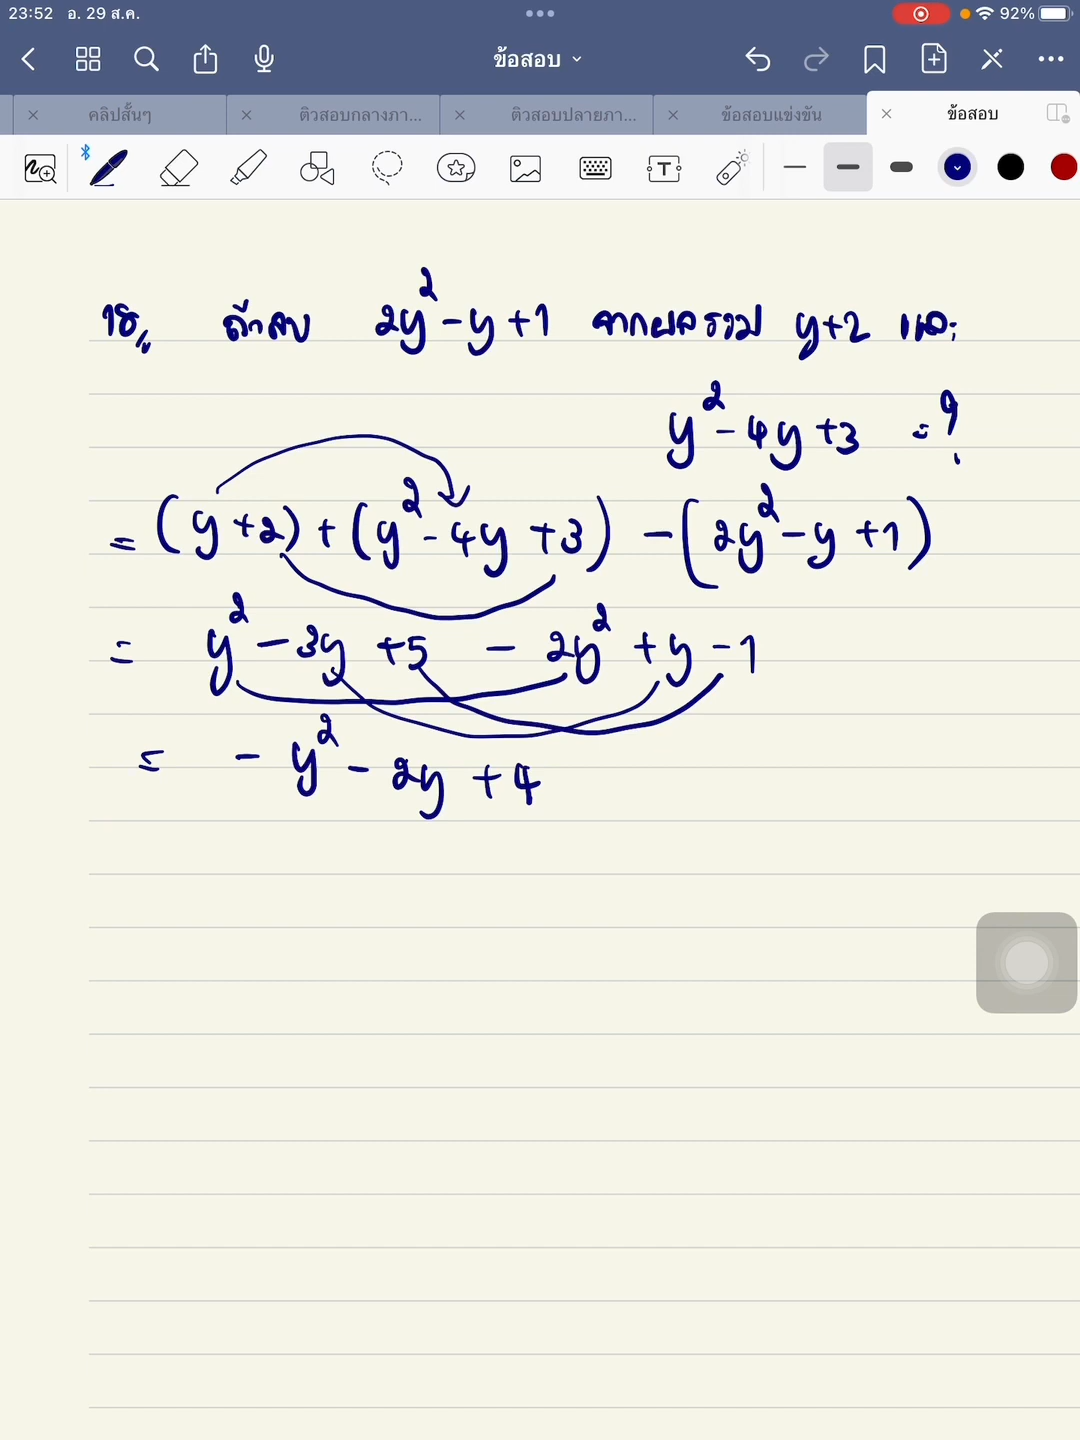 23:52 อ. 29 ส.ค. 92%
ข้อสอบ
คลิปสั้นๆ ติวสอบกลางภา... ติวสอบปลายภา... ข้อสอบแข่งขัน ข้อสอบ
18,, ถ้าลบ 2y² - y + 1 จากผลรวม y + 2 และ
y² - 4y + 3 = ?
= (y + 2) + (y² - 4y + 3) - (2y² - y + 1)
= y² - 3y + 5 - 2y² + y - 1
= - y² - 2y + 4